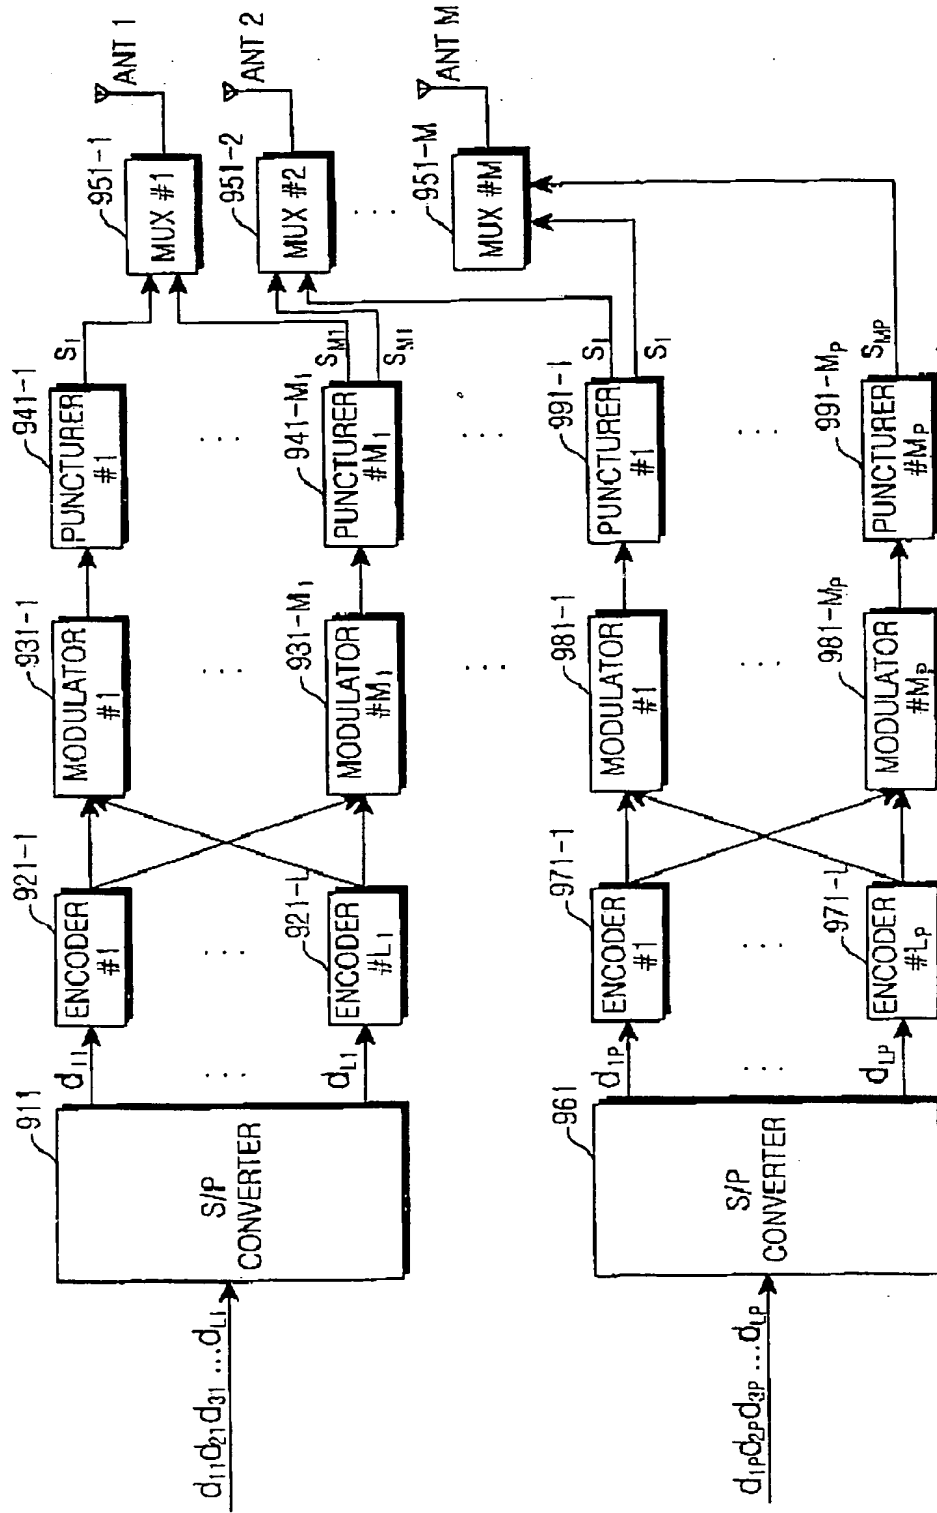 d11d21d31 ...dL1
911
S/P
CONVERTER
d11
. . .
dL1
921-1
ENCODER
#1
. . .
921-L
ENCODER
#L1
931-1
MODULATOR
#1
. . .
931-M1
MODULATOR
#M1
941-1
PUNCTURER
#1
. . .
941-M1
PUNCTURER
#M1
S1
SM1
SM1
951-1
MUX #1
ANT 1
951-2
MUX #2
ANT 2
. . .
951-M
MUX #M
ANT M
. . .
. . .
d1Pd2Pd3P ...dLP
961
S/P
CONVERTER
d1P
. . .
dLP
971-1
ENCODER
#1
. . .
971-L
ENCODER
#LP
981-1
MODULATOR
#1
. . .
981-MP
MODULATOR
#MP
991-1
PUNCTURER
#1
. . .
991-MP
PUNCTURER
#MP
S1
S1
SMP